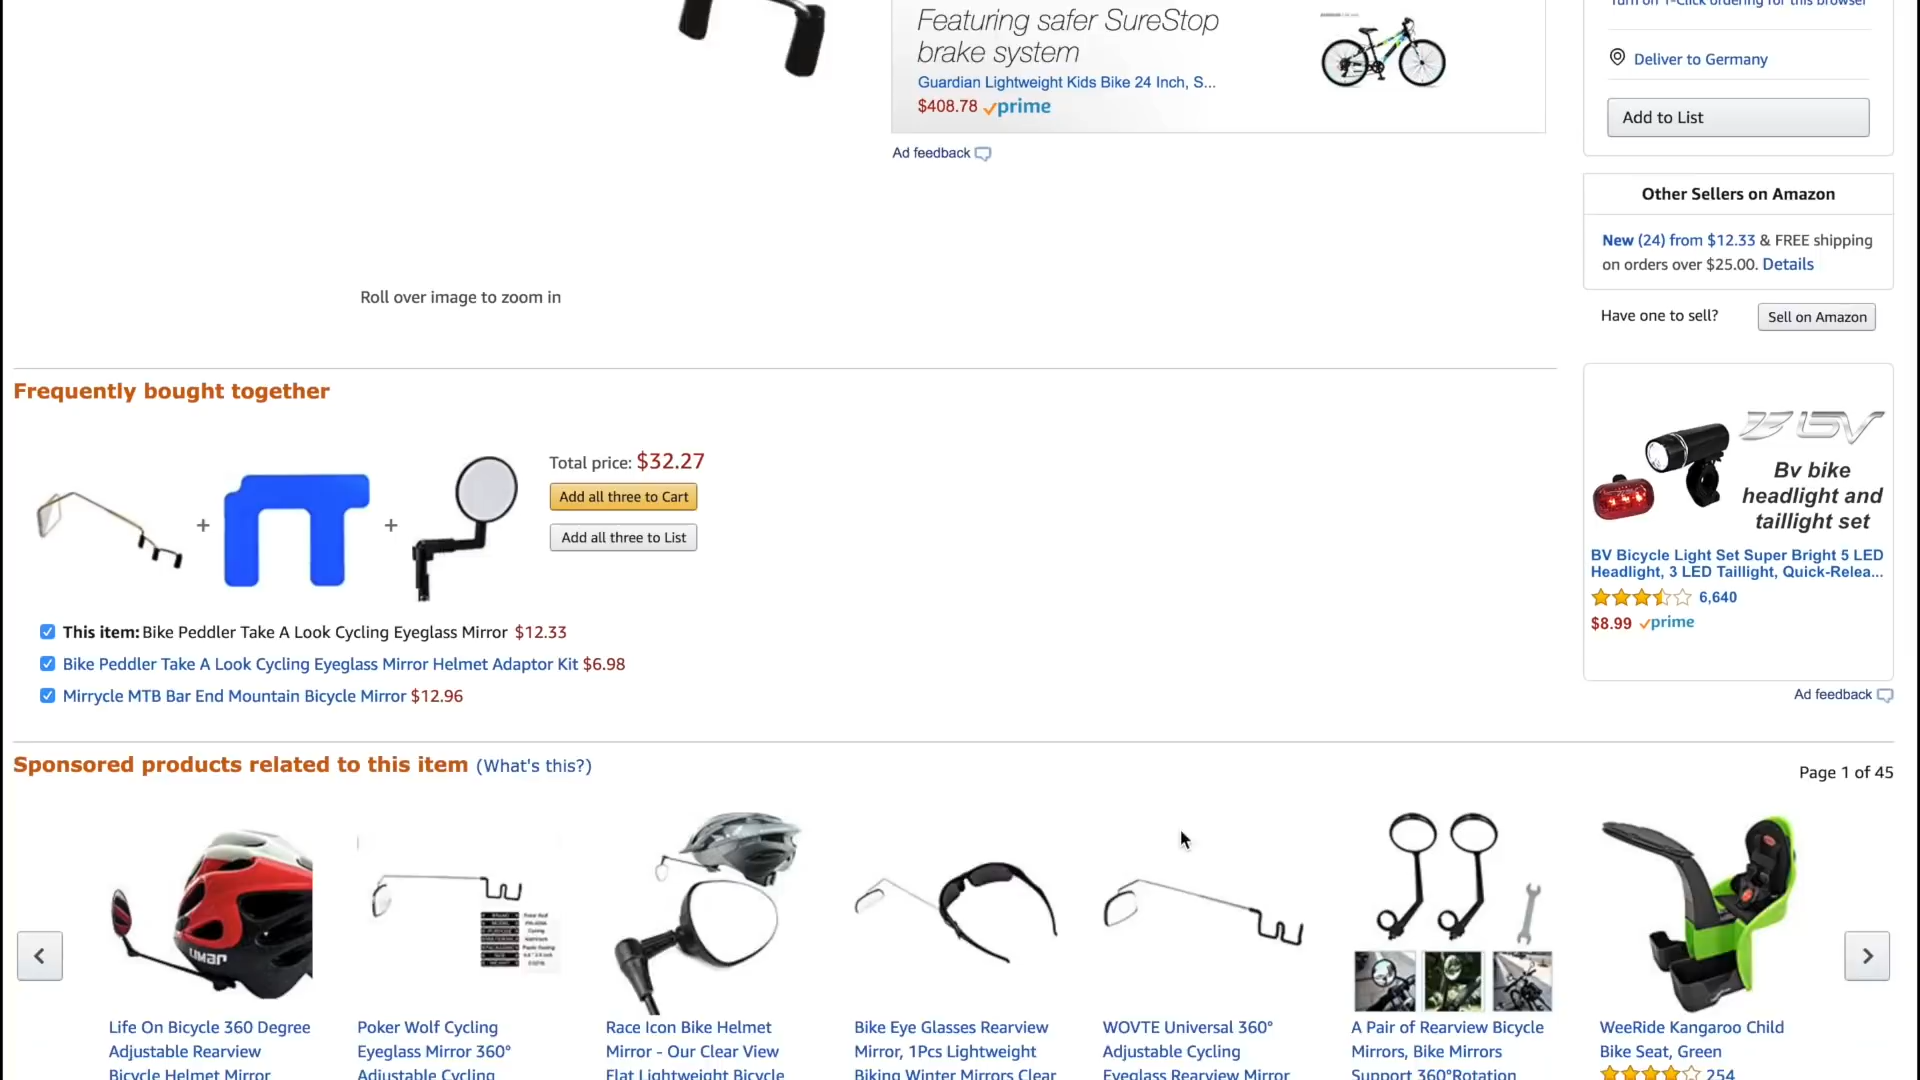 Turn on 1-Click ordering for this browser
Featuring safer SureStop
brake system
Guardian Lightweight Kids Bike 24 Inch, S...
$408.78 prime
Ad feedback
Deliver to Germany
Add to List
Other Sellers on Amazon
New (24) from $12.33 & FREE shipping
on orders over $25.00. Details
Roll over image to zoom in
Have one to sell?
Sell on Amazon
Frequently bought together
+
+
Total price: $32.27
Add all three to Cart
Add all three to List
This item: Bike Peddler Take A Look Cycling Eyeglass Mirror $12.33
Bike Peddler Take A Look Cycling Eyeglass Mirror Helmet Adaptor Kit $6.98
Mirrycle MTB Bar End Mountain Bicycle Mirror $12.96
BV
Bv bike
headlight and
taillight set
BV Bicycle Light Set Super Bright 5 LED
Headlight, 3 LED Taillight, Quick-Relea...
6,640
$8.99 prime
Ad feedback
Sponsored products related to this item (What's this?)
Page 1 of 45
LIMAR
Life On Bicycle 360 Degree
Adjustable Rearview
Bicycle Helmet Mirror
Poker Wolf Cycling
Eyeglass Mirror 360°
Adjustable Cycling
Race Icon Bike Helmet
Mirror - Our Clear View
Flat Lightweight Bicycle
Bike Eye Glasses Rearview
Mirror, 1Pcs Lightweight
Biking Winter Mirrors Clear
WOVTE Universal 360°
Adjustable Cycling
Eyeglass Rearview Mirror
A Pair of Rearview Bicycle
Mirrors, Bike Mirrors
Support 360°Rotation
WeeRide Kangaroo Child
Bike Seat, Green
254